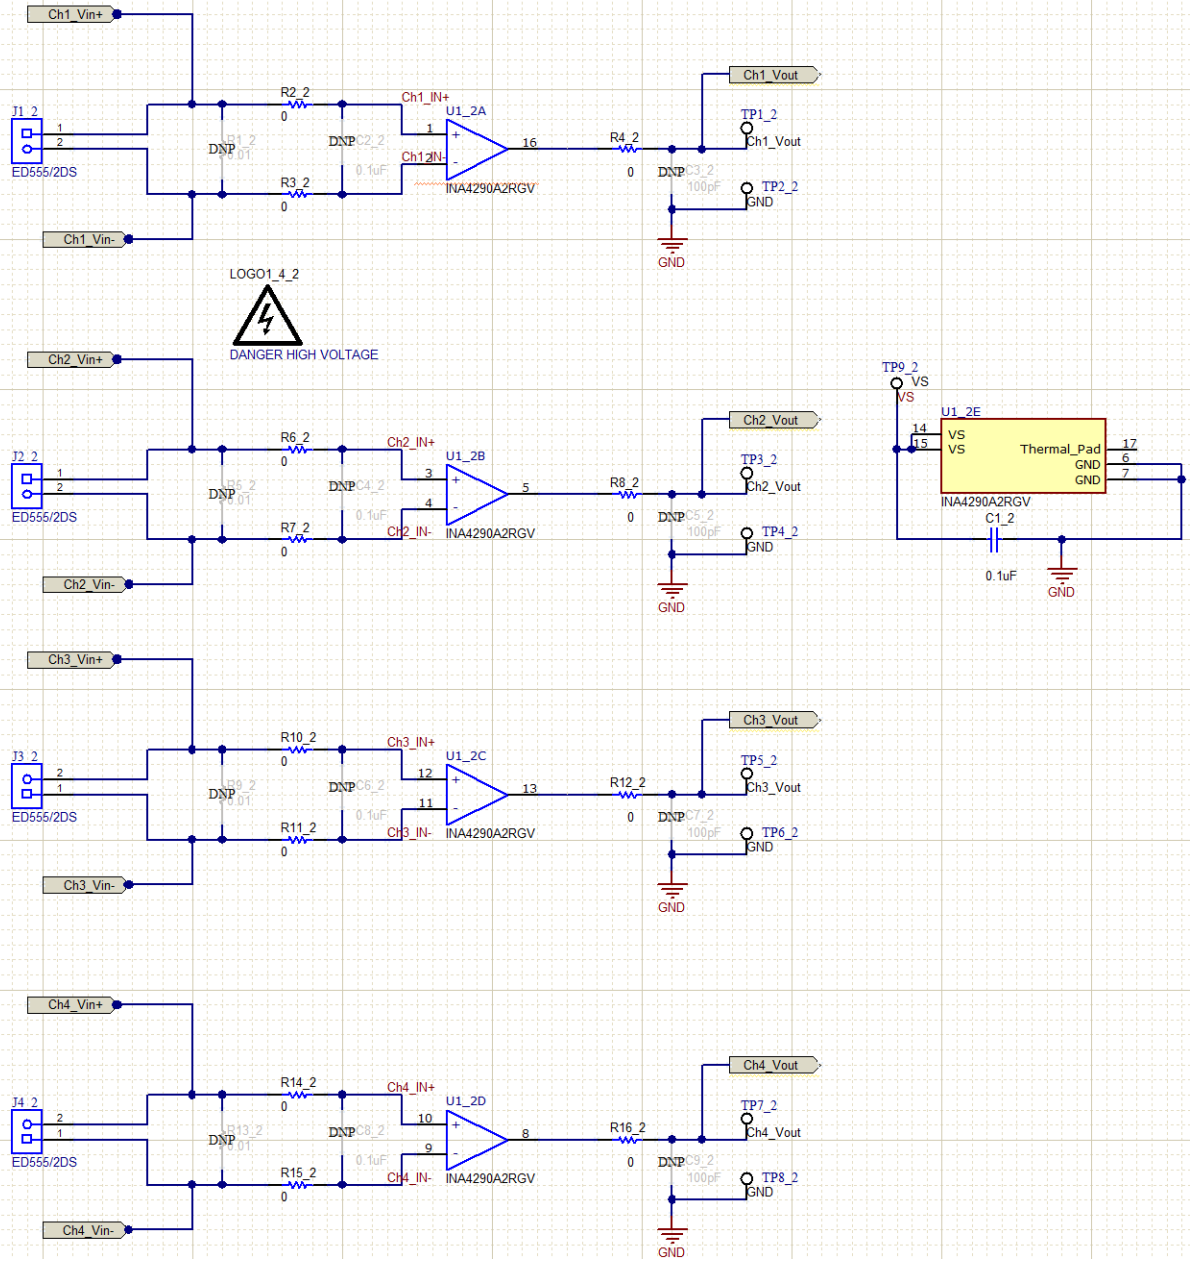 Ch1_Vin+
Ch1_Vout
R2_2
0
Ch1_IN+
J1_2
1
2
ED555/2DS
R1_2
DNP
0.01
DNP
C2_2
0.1uF
U1_2A
1
+
Ch1_IN-
2
-
16
INA4290A2RGV
R3_2
0
R4_2
0
TP1_2
Ch1_Vout
DNP
C3_2
100pF
TP2_2
GND
GND
Ch1_Vin-
LOGO1_4_2
DANGER HIGH VOLTAGE
Ch2_Vin+
Ch2_Vout
R6_2
0
Ch2_IN+
J2_2
1
2
ED555/2DS
R5_2
DNP
0.01
DNP
C4_2
0.1uF
U1_2B
3
+
4
-
5
Ch2_IN-
INA4290A2RGV
R7_2
0
R8_2
0
TP3_2
Ch2_Vout
DNP
C5_2
100pF
TP4_2
GND
GND
Ch2_Vin-
TP9_2
VS
VS
U1_2E
14
VS
15
VS
Thermal_Pad
17
GND
6
GND
7
INA4290A2RGV
C1_2
0.1uF
GND
Ch3_Vin+
Ch3_Vout
R10_2
0
Ch3_IN+
J3_2
2
1
ED555/2DS
R9_2
DNP
0.01
DNP
C6_2
0.1uF
U1_2C
12
+
11
-
13
Ch3_IN-
INA4290A2RGV
R11_2
0
R12_2
0
TP5_2
Ch3_Vout
DNP
C7_2
100pF
TP6_2
GND
GND
Ch3_Vin-
Ch4_Vin+
Ch4_Vout
R14_2
0
Ch4_IN+
J4_2
2
1
ED555/2DS
R13_2
DNP
0.01
DNP
C8_2
0.1uF
U1_2D
10
+
9
-
8
Ch4_IN-
INA4290A2RGV
R15_2
0
R16_2
0
TP7_2
Ch4_Vout
DNP
C9_2
100pF
TP8_2
GND
GND
Ch4_Vin-